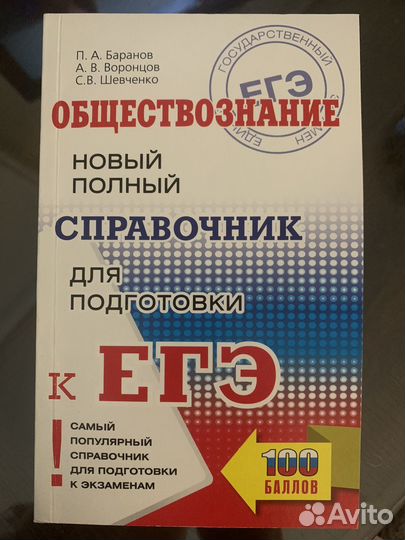 П. А. Баранов
А. В. Воронцов
С.В. Шевченко
ГОСУДАРСТВЕННЫЙ
ЕГЭ
ОБЩЕСТВОЗНАНИЕ
НОВЫЙ
ПОЛНЫЙ
СПРАВОЧНИК
ДЛЯ
ПОДГОТОВКИ
К ЕГЭ
!
САМЫЙ
ПОПУЛЯРНЫЙ
СПРАВОЧНИК
ДЛЯ ПОДГОТОВКИ
К ЭКЗАМЕНАМ
100
БАЛЛОВ
Avito